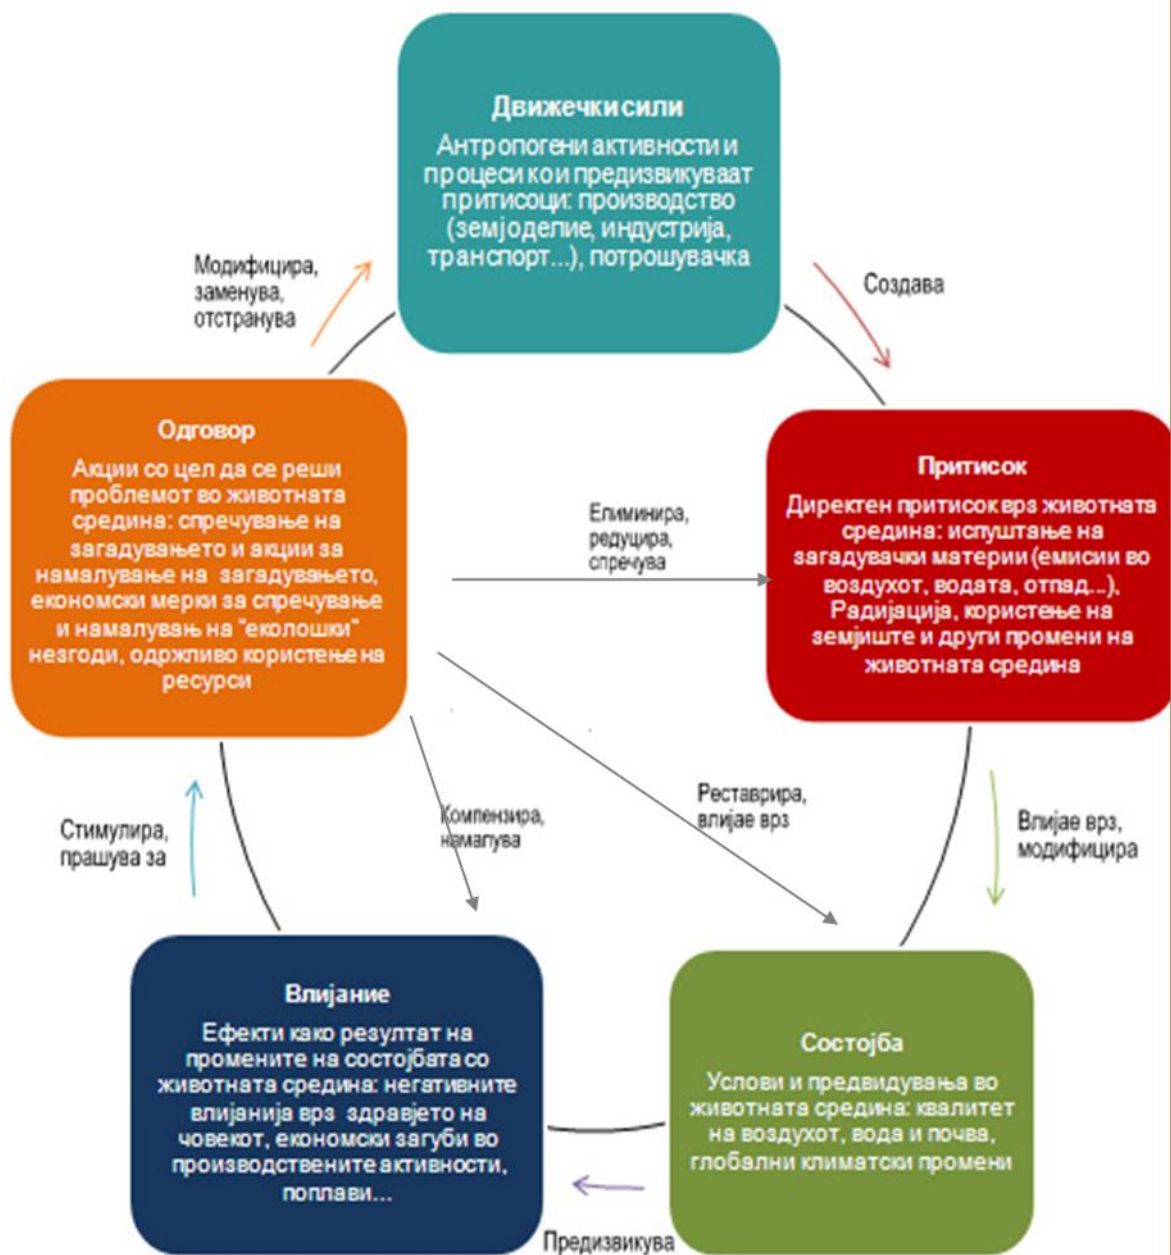 Движечки сили
Антропогени активности и
процеси кои предизвикуваат
притисоци: производство
(земјоделие, индустрија,
транспорт...), потрошувачка
Модифицира,
заменува,
отстранува
Создава
Одговор
Акции со цел да се реши
проблемот во животната
средина: спречување на
загадувањето и акции за
намалување на загадувањето,
економски мерки за спречување
и намалувањ на "еколошки"
незгоди, одржливо користење на
ресурси
Елиминира,
редуцира,
спречува
Притисок
Директен притисок врз животната
средина: испуштање на
загадувачки материи (емисии во
воздухот, водата, отпад...),
Радијација, користење на
земјиште и други промени на
животната средина
Стимулира,
прашува за
Компензира,
намалува
Реставрира,
влијае врз
Влијае врз,
модифицира
Влијание
Ефекти како резултат на
промените на состојбата со
животната средина: негативните
влијанија врз здравјето на
човекот, економски загуби во
производствените активности,
поплави...
Состојба
Услови и предвидувања во
животната средина: квалитет
на воздухот, вода и почва,
глобални климатски промени
Предизвикува